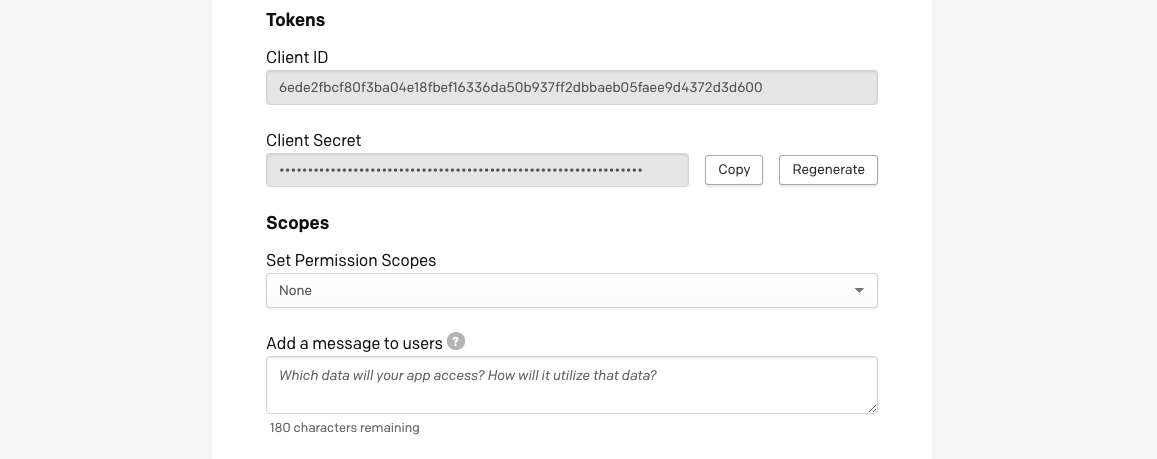 Tokens
Client ID
6ede2fbcf80f3ba04e18fbef16336da50b937ff2dbbaeb05faee9d4372d3d600
Client Secret
••••••••••••••••••••••••••••••••••••••••••••••••••••••••••••••••
Copy
Regenerate
Scopes
Set Permission Scopes
None
Add a message to users ?
Which data will your app access? How will it utilize that data?
180 characters remaining